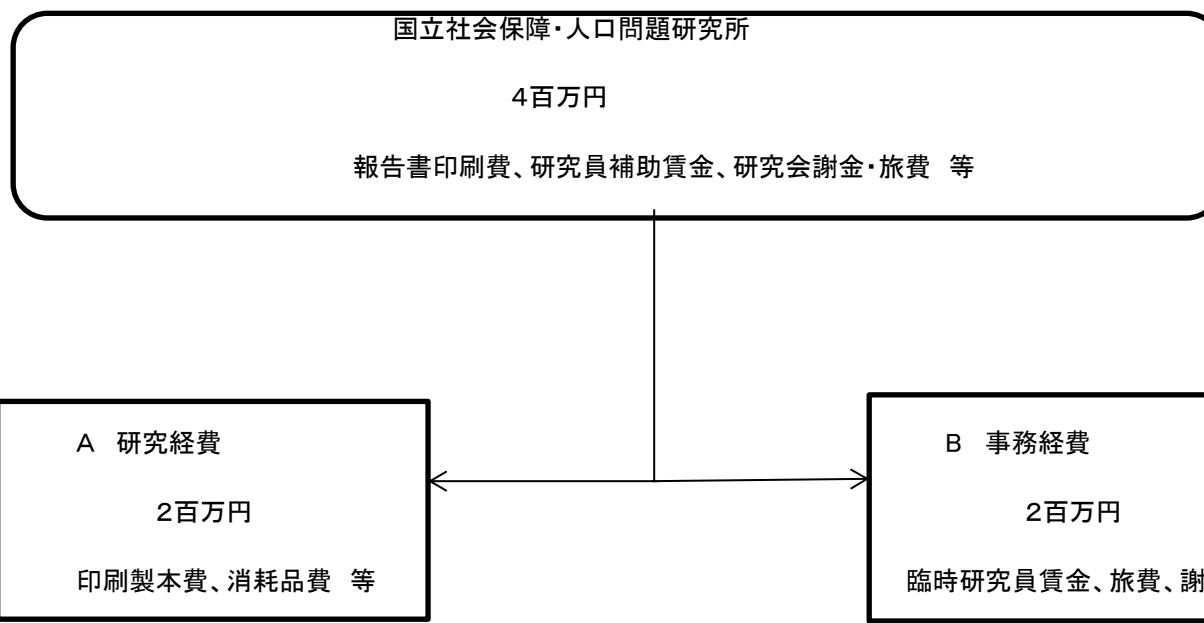 国立社会保障・人口問題研究所
4百万円
報告書印刷費、研究員補助賃金、研究会謝金・旅費　等
A　研究経費
2百万円
印刷製本費、消耗品費　等
B　事務経費
2百万円
臨時研究員賃金、旅費、謝